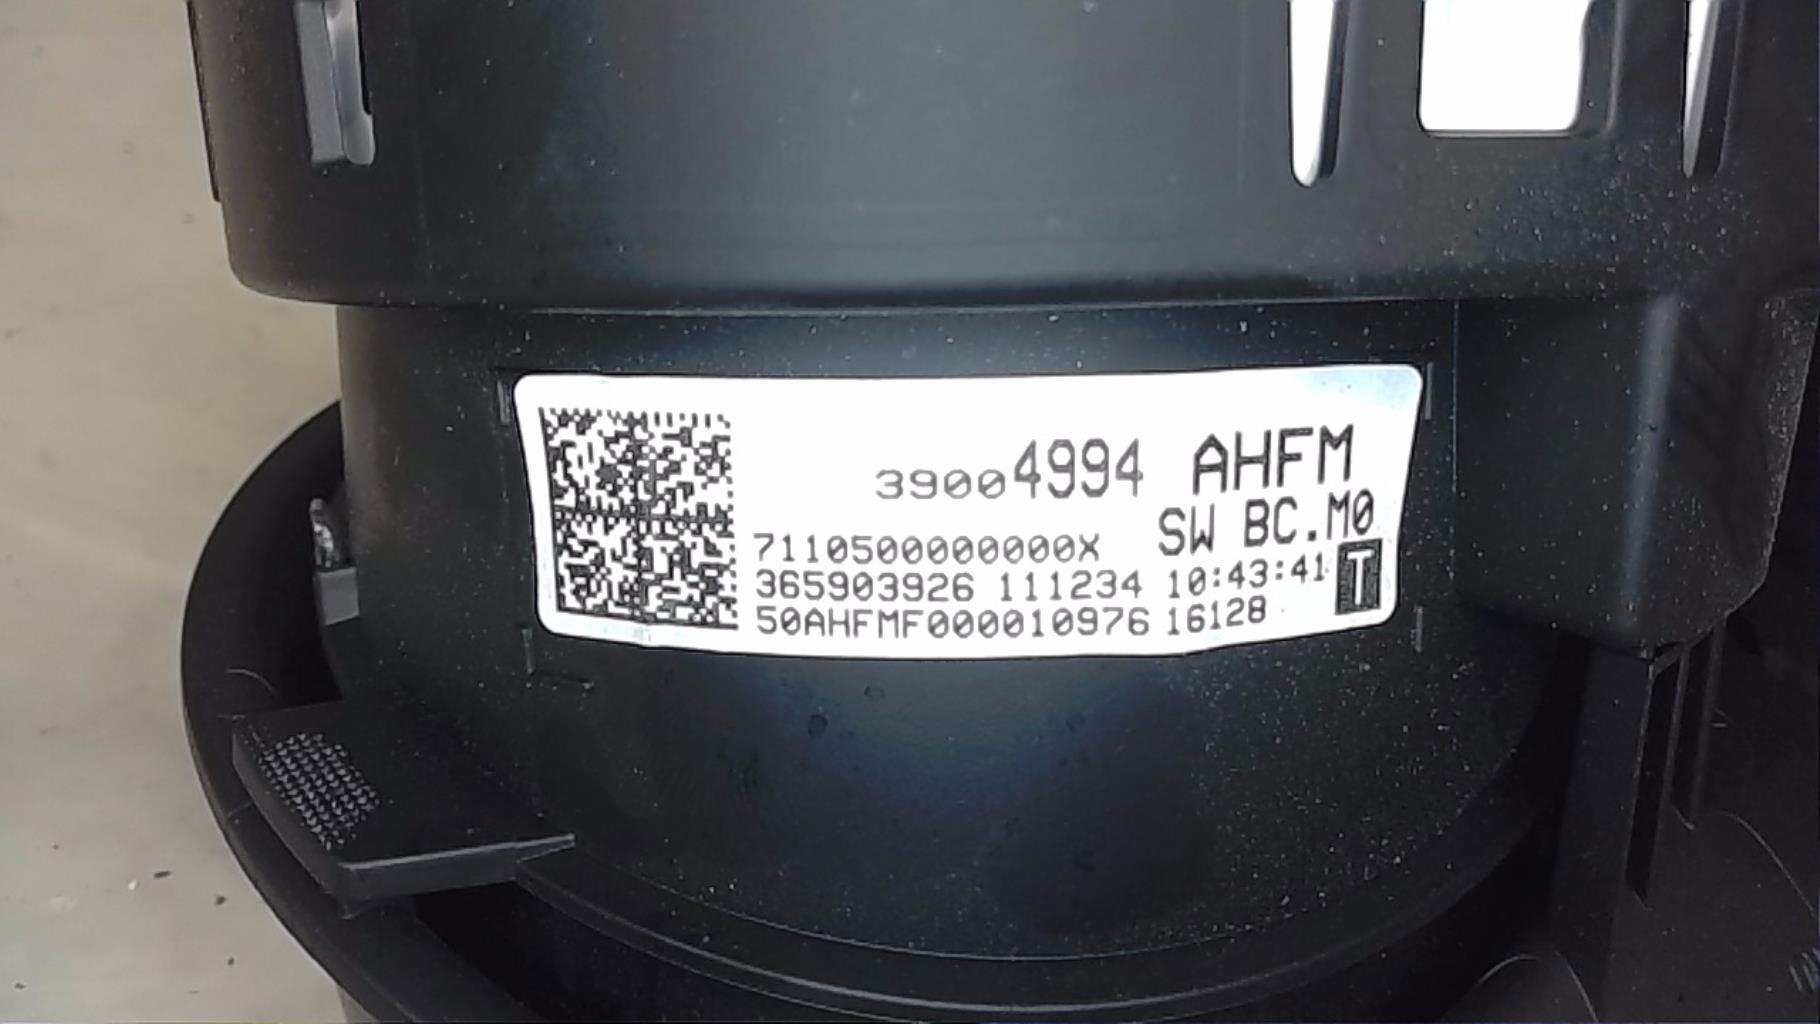 39004994 AHFM
SW BC.M0
7110500000000X
365903926 111234 10:43:41 T
50AHFMF000010976 16128